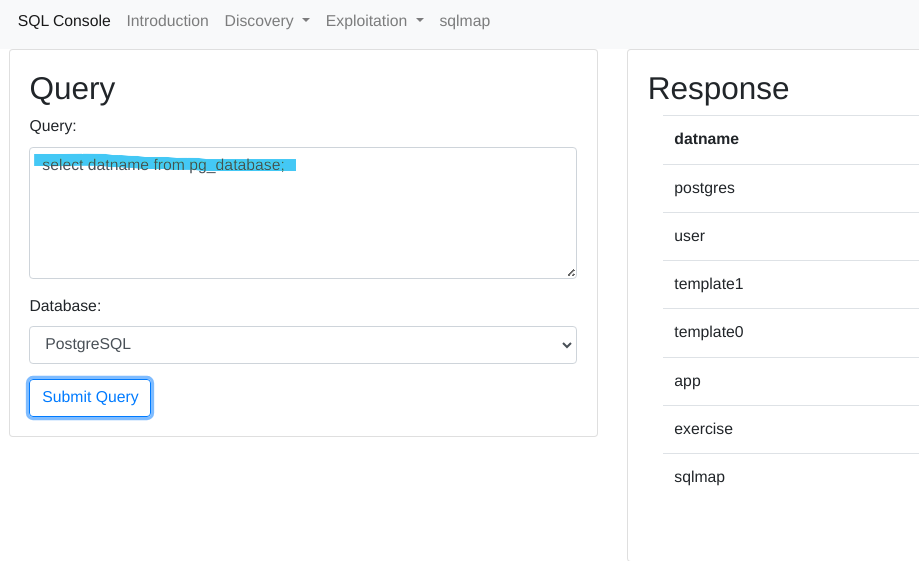 SQL Console Introduction Discovery Exploitation sqlmap
Query
Query:
select datname from pg_database;
Database:
PostgreSQL
Submit Query
Response
datname
postgres
user
template1
template0
app
exercise
sqlmap